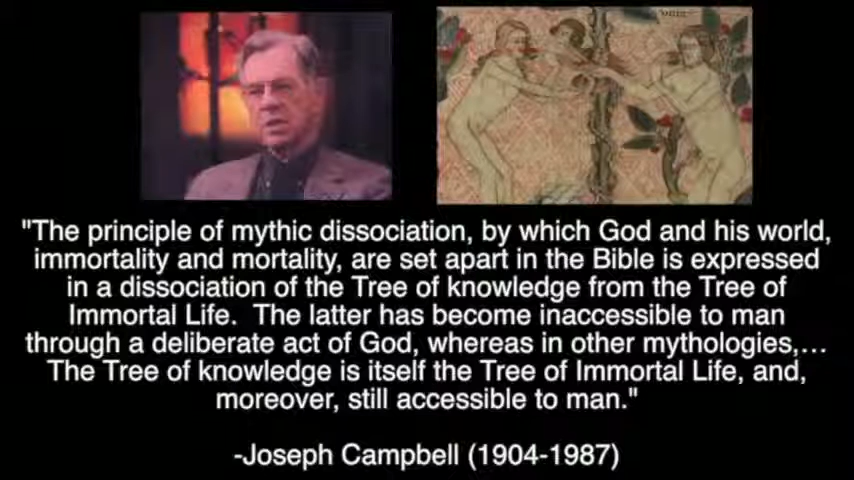 "The principle of mythic dissociation, by which God and his world,
immortality and mortality, are set apart in the Bible is expressed
in a dissociation of the Tree of knowledge from the Tree of
Immortal Life.  The latter has become inaccessible to man
through a deliberate act of God, whereas in other mythologies,...
The Tree of knowledge is itself the Tree of Immortal Life, and,
moreover, still accessible to man."
-Joseph Campbell (1904-1987)